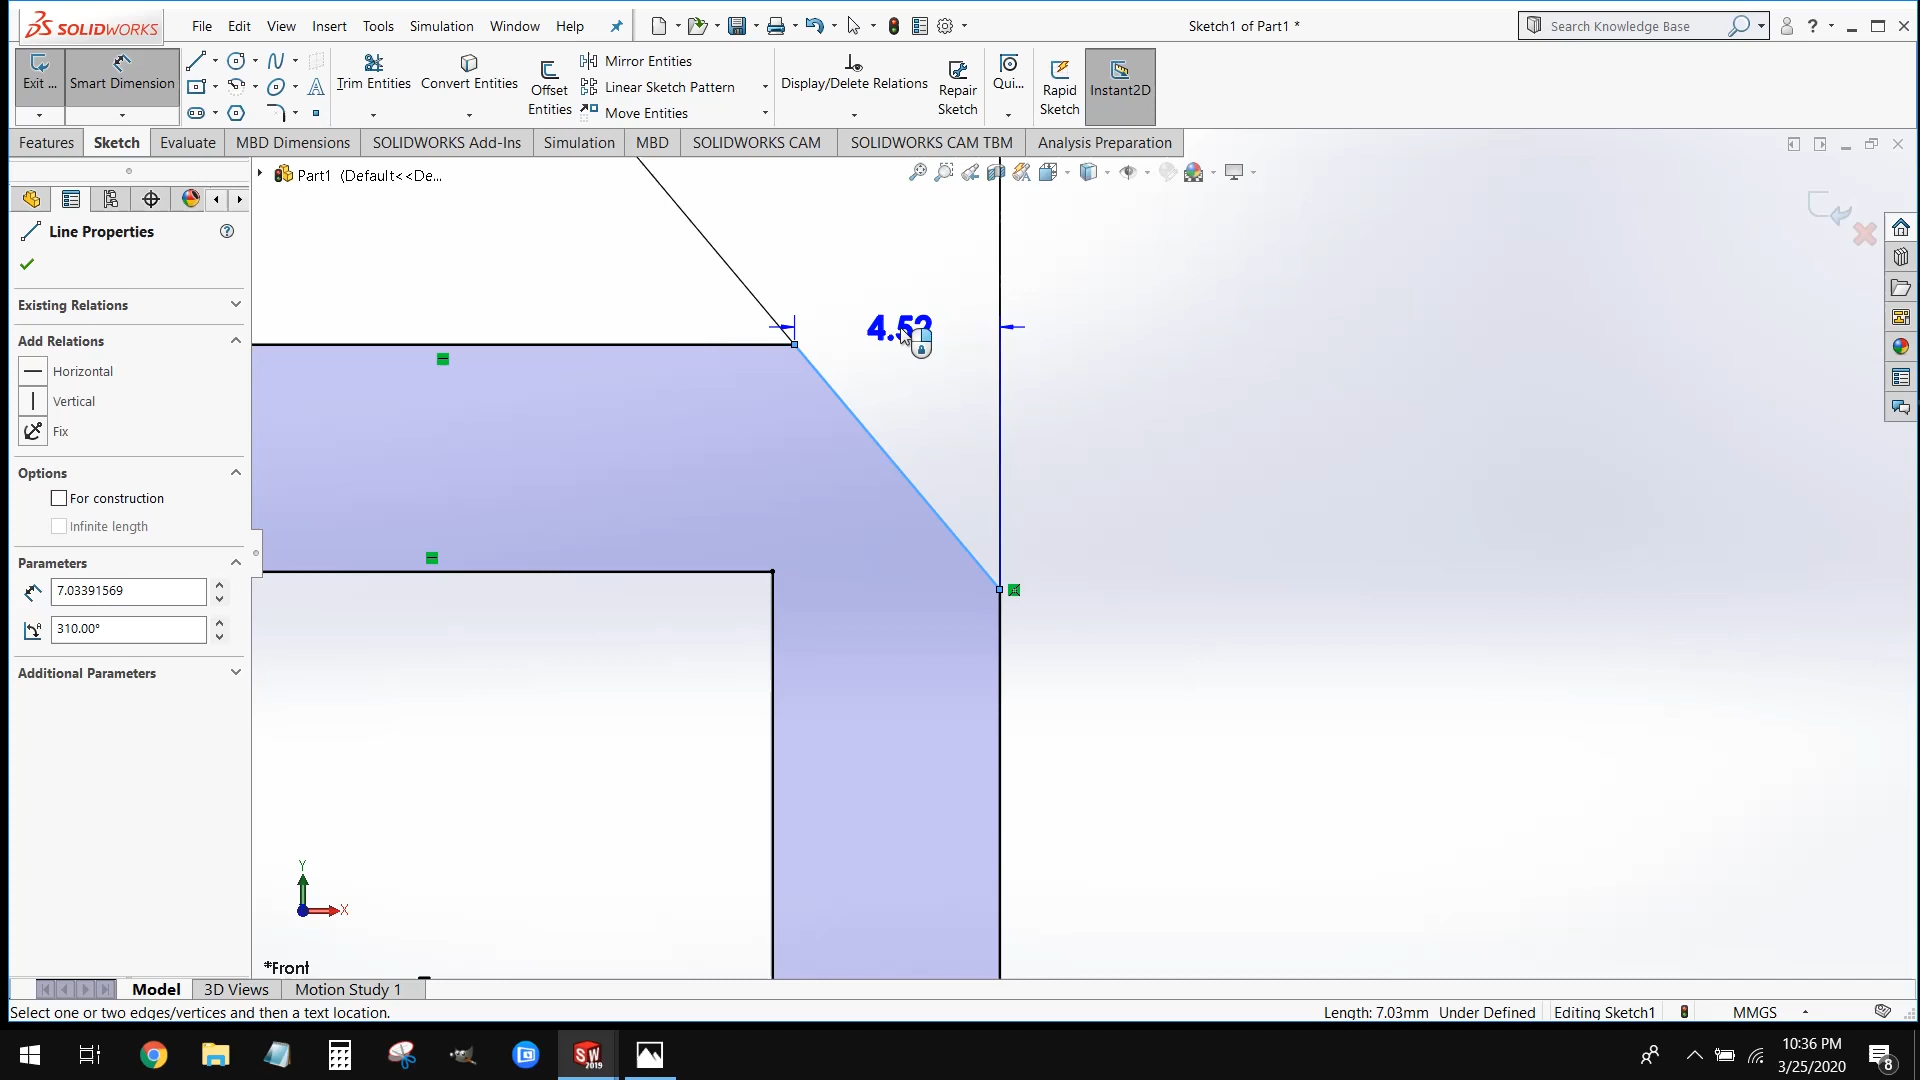 SOLIDWORKS File Edit View Insert Tools Simulation Window Help Sketch1 of Part1 * Search Knowledge Base ?
Exit ... Smart Dimension Trim Entities Convert Entities Offset Entities Mirror Entities Linear Sketch Pattern Move Entities Display/Delete Relations Repair Sketch Qui... Rapid Sketch Instant2D
Features Sketch Evaluate MBD Dimensions SOLIDWORKS Add-Ins Simulation MBD SOLIDWORKS CAM SOLIDWORKS CAM TBM Analysis Preparation
Part1 (Default<<De...
Line Properties
Existing Relations
Add Relations
Horizontal
Vertical
Fix
Options
For construction
Infinite length
Parameters
7.03391569
310.00°
Additional Parameters
4.52
Y
X
*Front
Model 3D Views Motion Study 1
Select one or two edges/vertices and then a text location. Length: 7.03mm Under Defined Editing Sketch1 MMGS
SW 2019
10:36 PM
3/25/2020
8